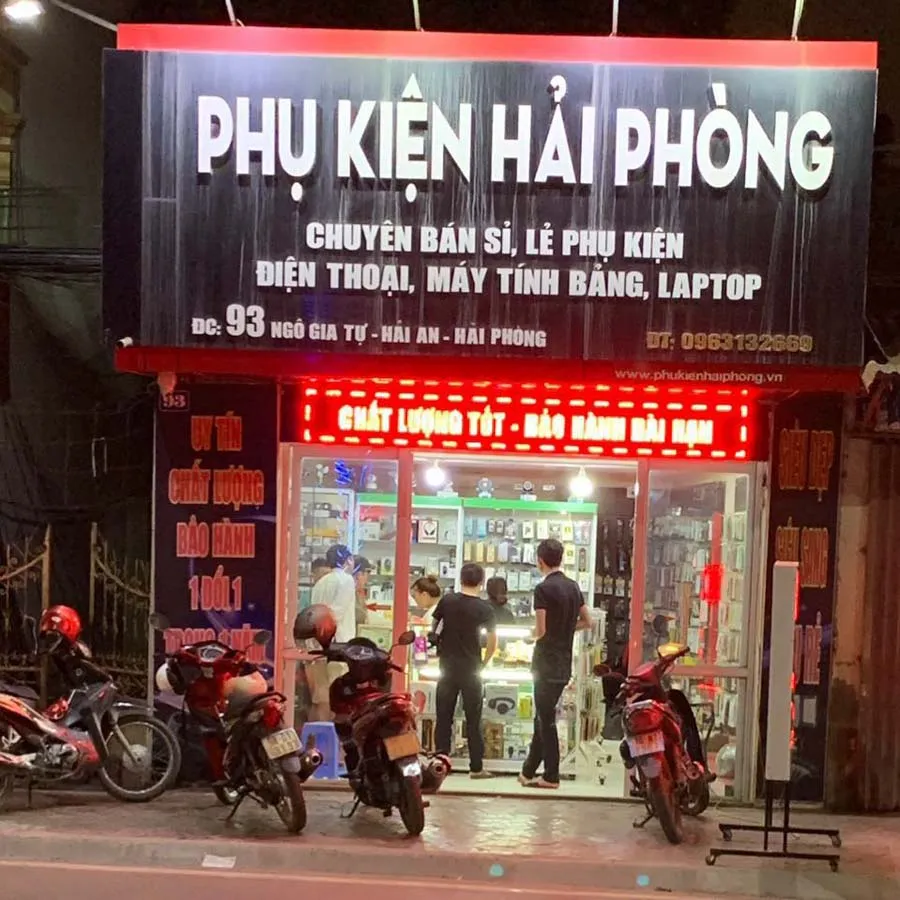 PHỤ KIỆN HẢI PHÒNG
CHUYÊN BÁN SỈ, LẺ PHỤ KIỆN
ĐIỆN THOẠI, MÁY TÍNH BẢNG, LAPTOP
ĐC: 93 NGÔ GIA TỰ - HẢI AN - HẢI PHÒNG
ĐT: 0963132669
www.phukienhaiphong.vn
93
CHẤT LƯỢNG TỐT - BẢO HÀNH DÀI HẠN
UY TÍN
CHẤT LƯỢNG
BẢO HÀNH
1 ĐỔI 1